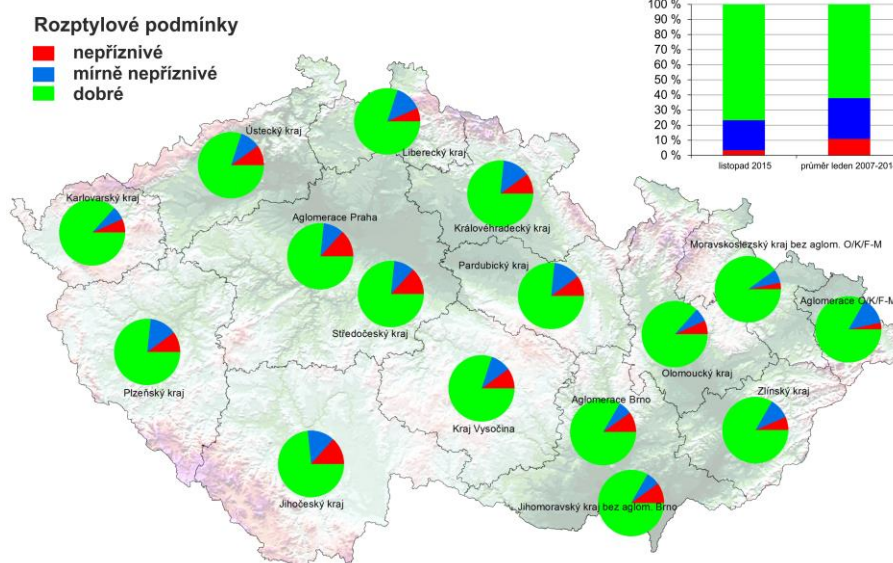 Rozptylové podmínky
nepříznivé
mírně nepříznivé
dobré
100 %
90 %
80 %
70 %
60 %
50 %
40 %
30 %
20 %
10 %
0 %
listopad 2015
průměr leden 2007-201
Ústecký kraj
Liberecký kraj
Karlovarský kraj
Aglomerace Praha
Královéhradecký kraj
Moravskoslezský kraj bez aglom. O/K/F-M
Pardubický kraj
Aglomerace O/K/F-M
Středočeský kraj
Olomoucký kraj
Plzeňský kraj
Zlínský kraj
Aglomerace Brno
Kraj Vysočina
Jihočeský kraj
Jihomoravský kraj bez aglom. Brno